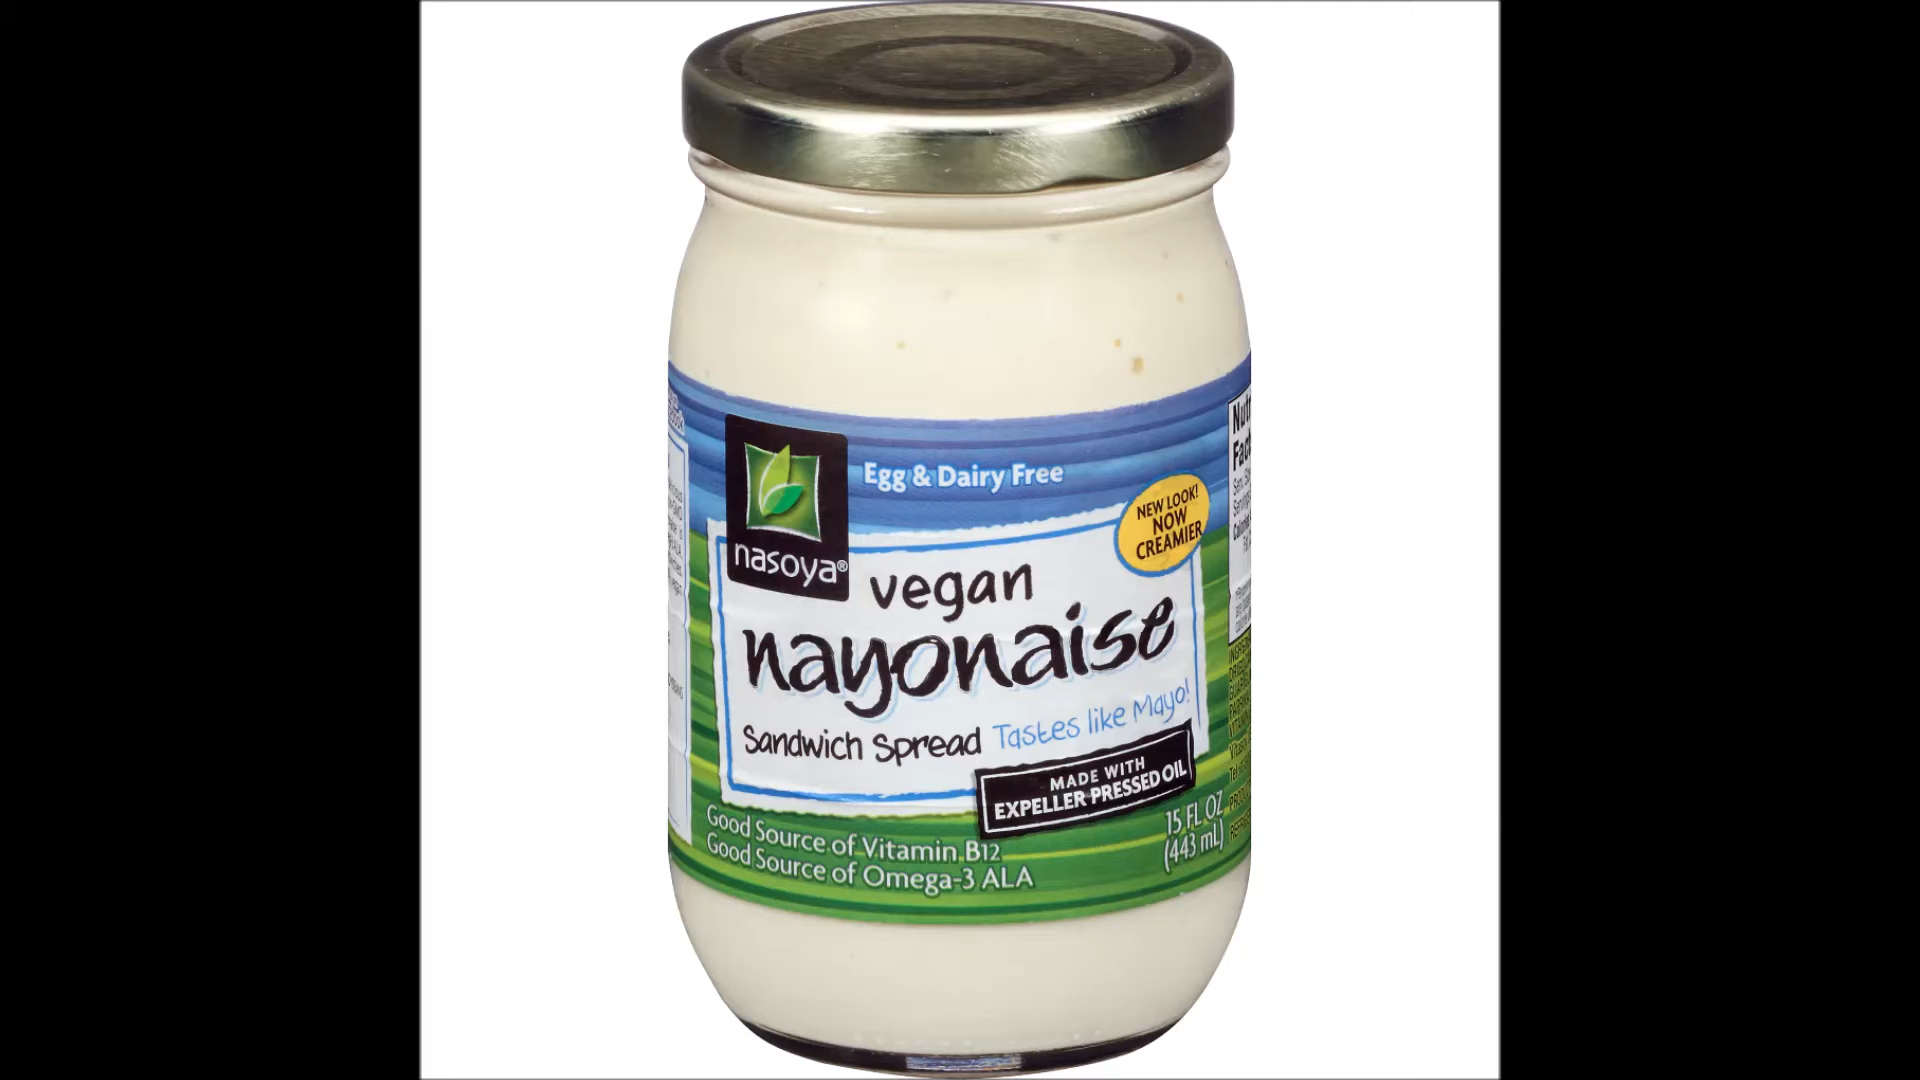 Egg & Dairy Free
nasoya®
NEW LOOK!
NOW
CREAMIER
vegan
nayonaise
Sandwich Spread Tastes like Mayo!
MADE WITH
EXPELLER PRESSED OIL
Good Source of Vitamin B12
Good Source of Omega-3 ALA
15 FL OZ
(443 mL)